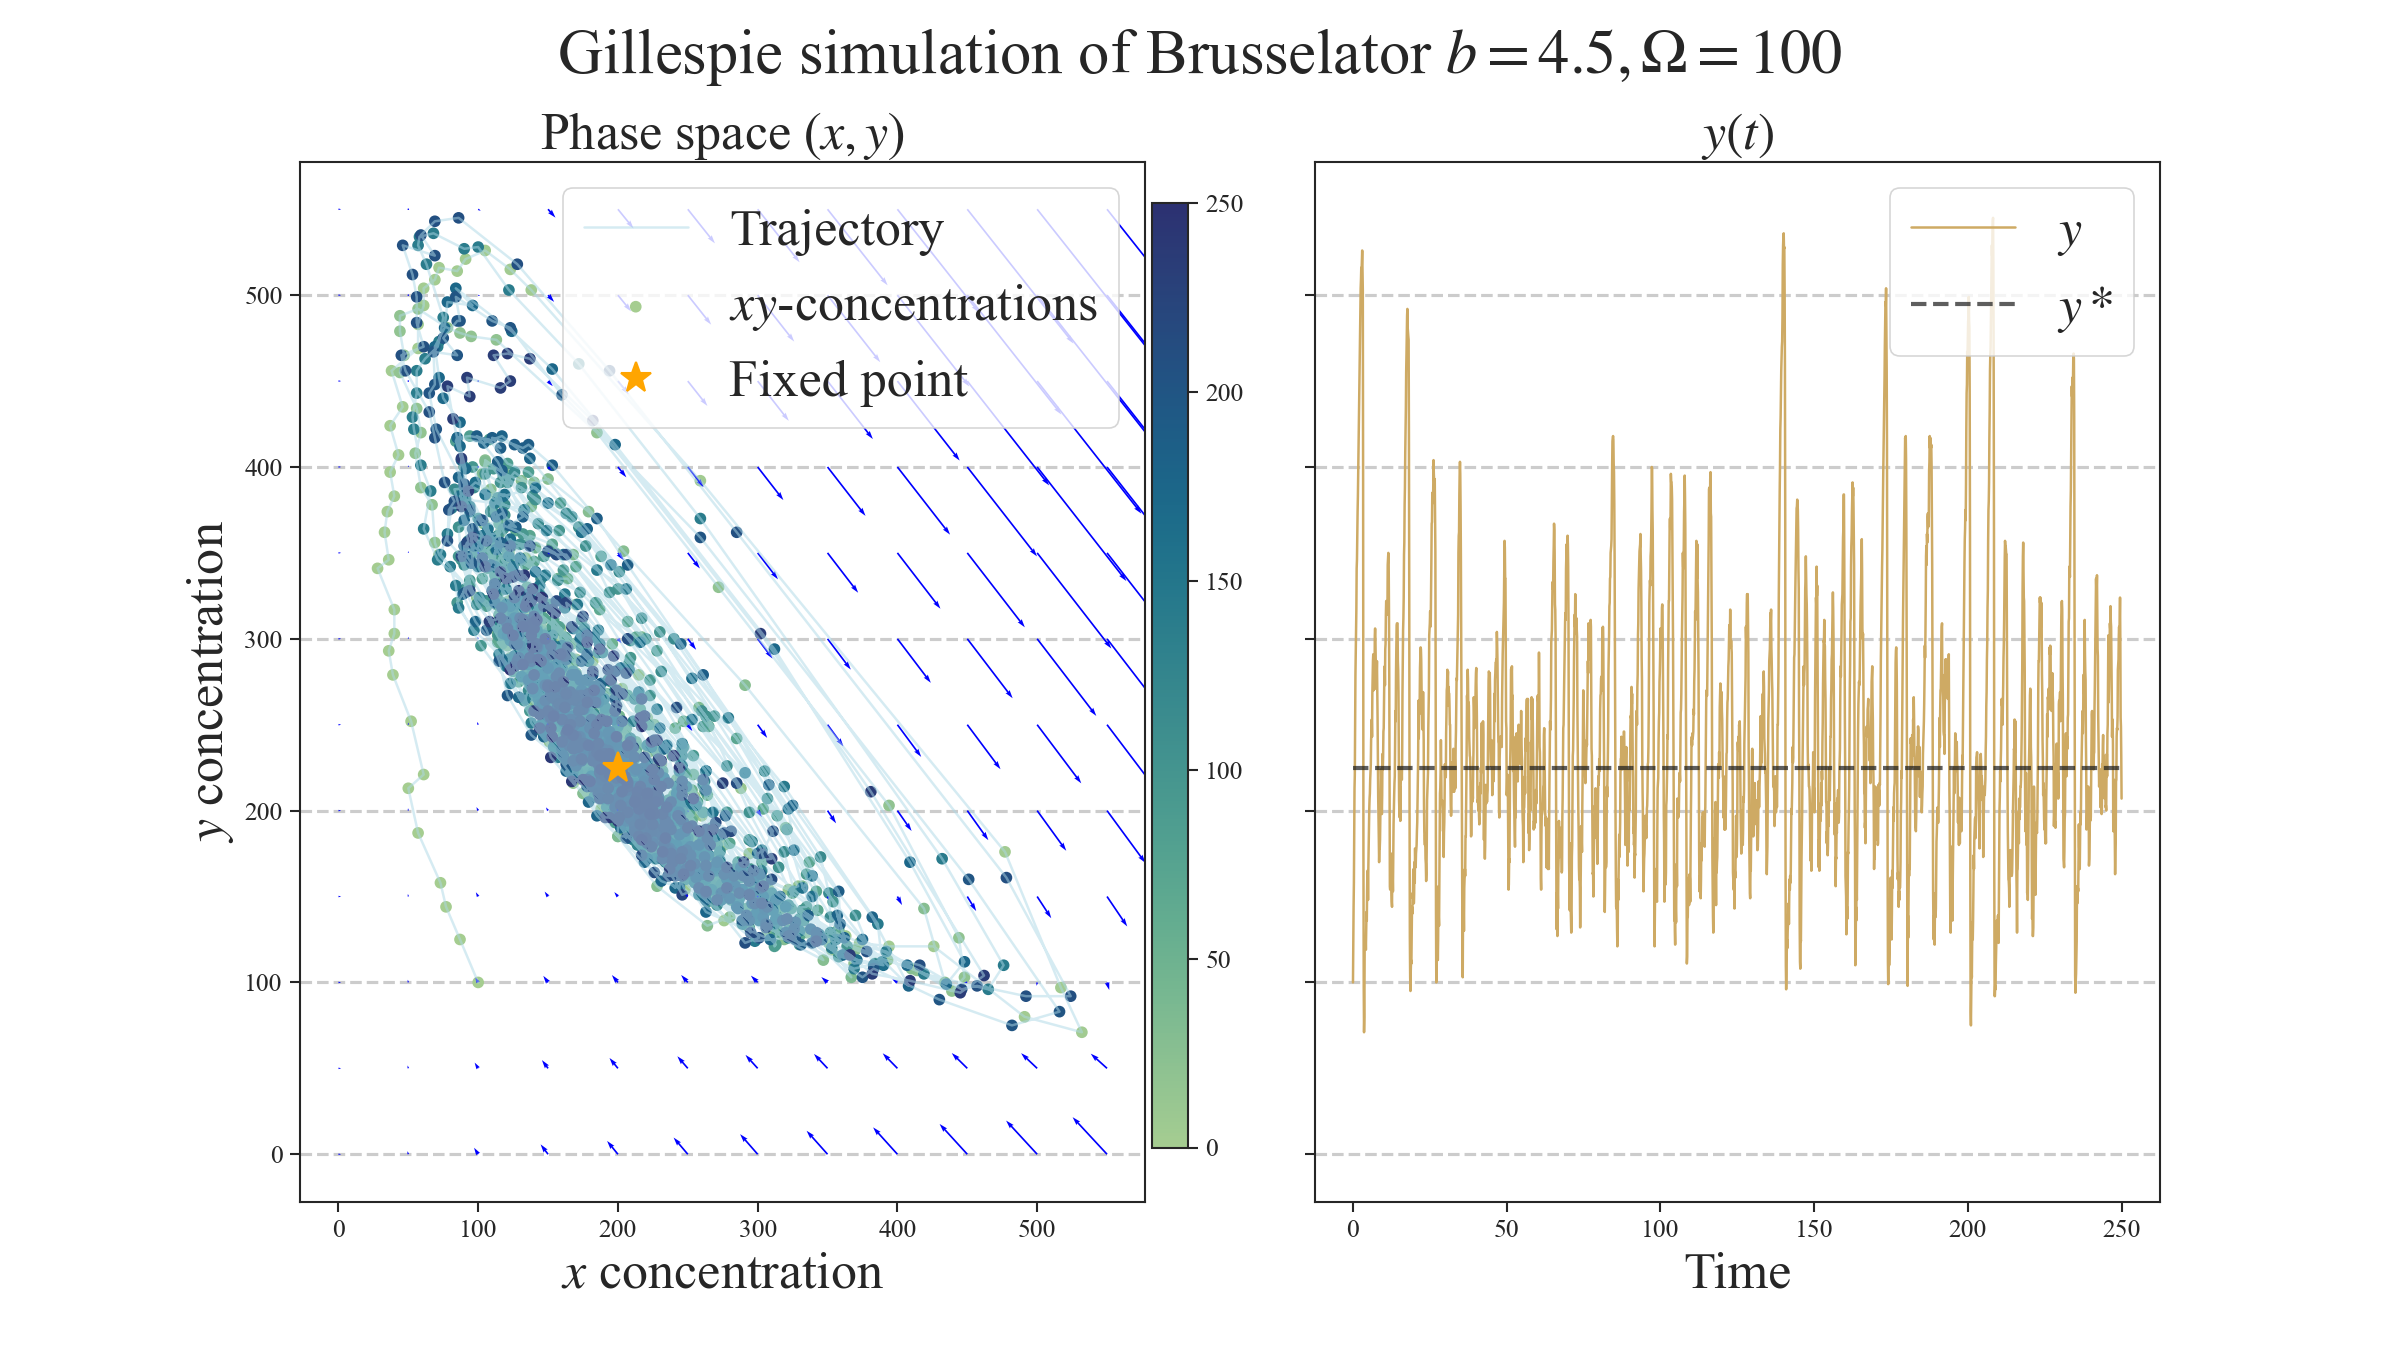 Gillespie simulation of Brusselator b = 4.5, Ω = 100
Phase space (x, y)
Trajectory
xy-concentrations
Fixed point
y concentration
500
400
300
200
100
0
0 100 200 300 400 500
x concentration
250
200
150
100
50
0
y(t)
y
y*
0 50 100 150 200 250
Time